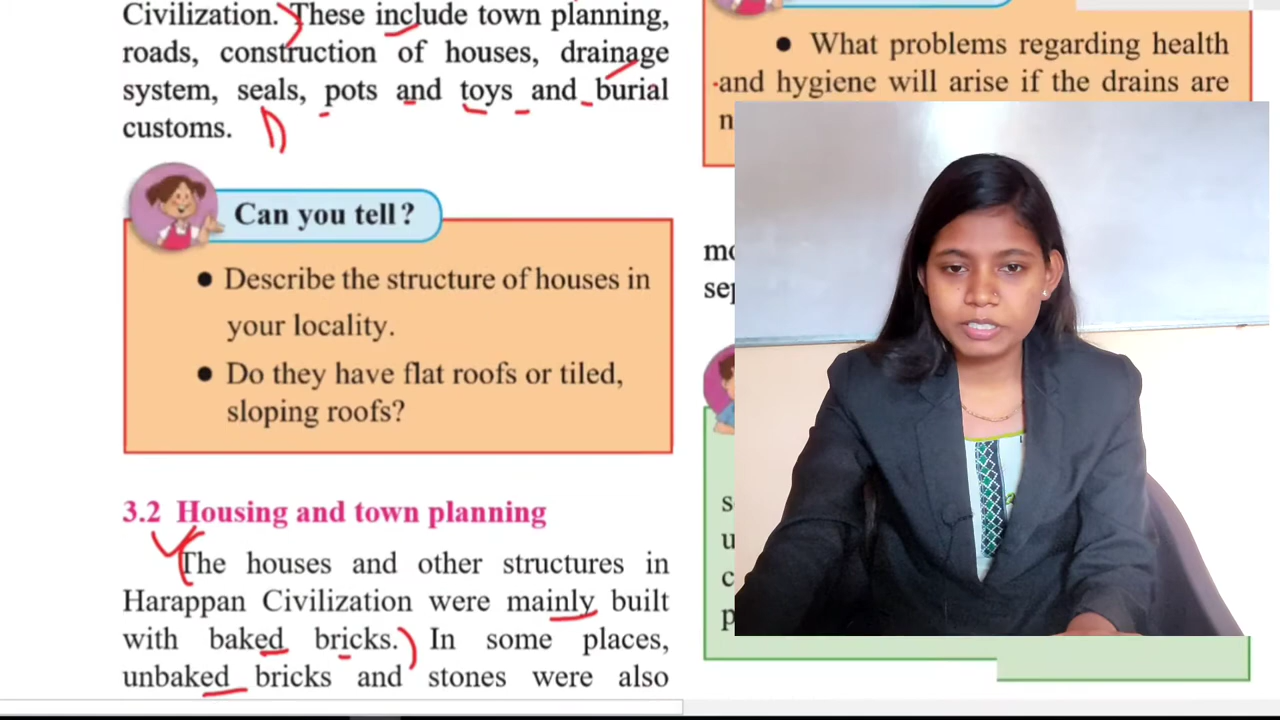 Civilization. These include town planning,
roads, construction of houses, drainage
system, seals, pots and toys and burial
customs.
Can you tell?
● Describe the structure of houses in
your locality.
● Do they have flat roofs or tiled,
sloping roofs?
3.2 Housing and town planning
The houses and other structures in
Harappan Civilization were mainly built
with baked bricks. In some places,
unbaked bricks and stones were also
● What problems regarding health
and hygiene will arise if the drains are